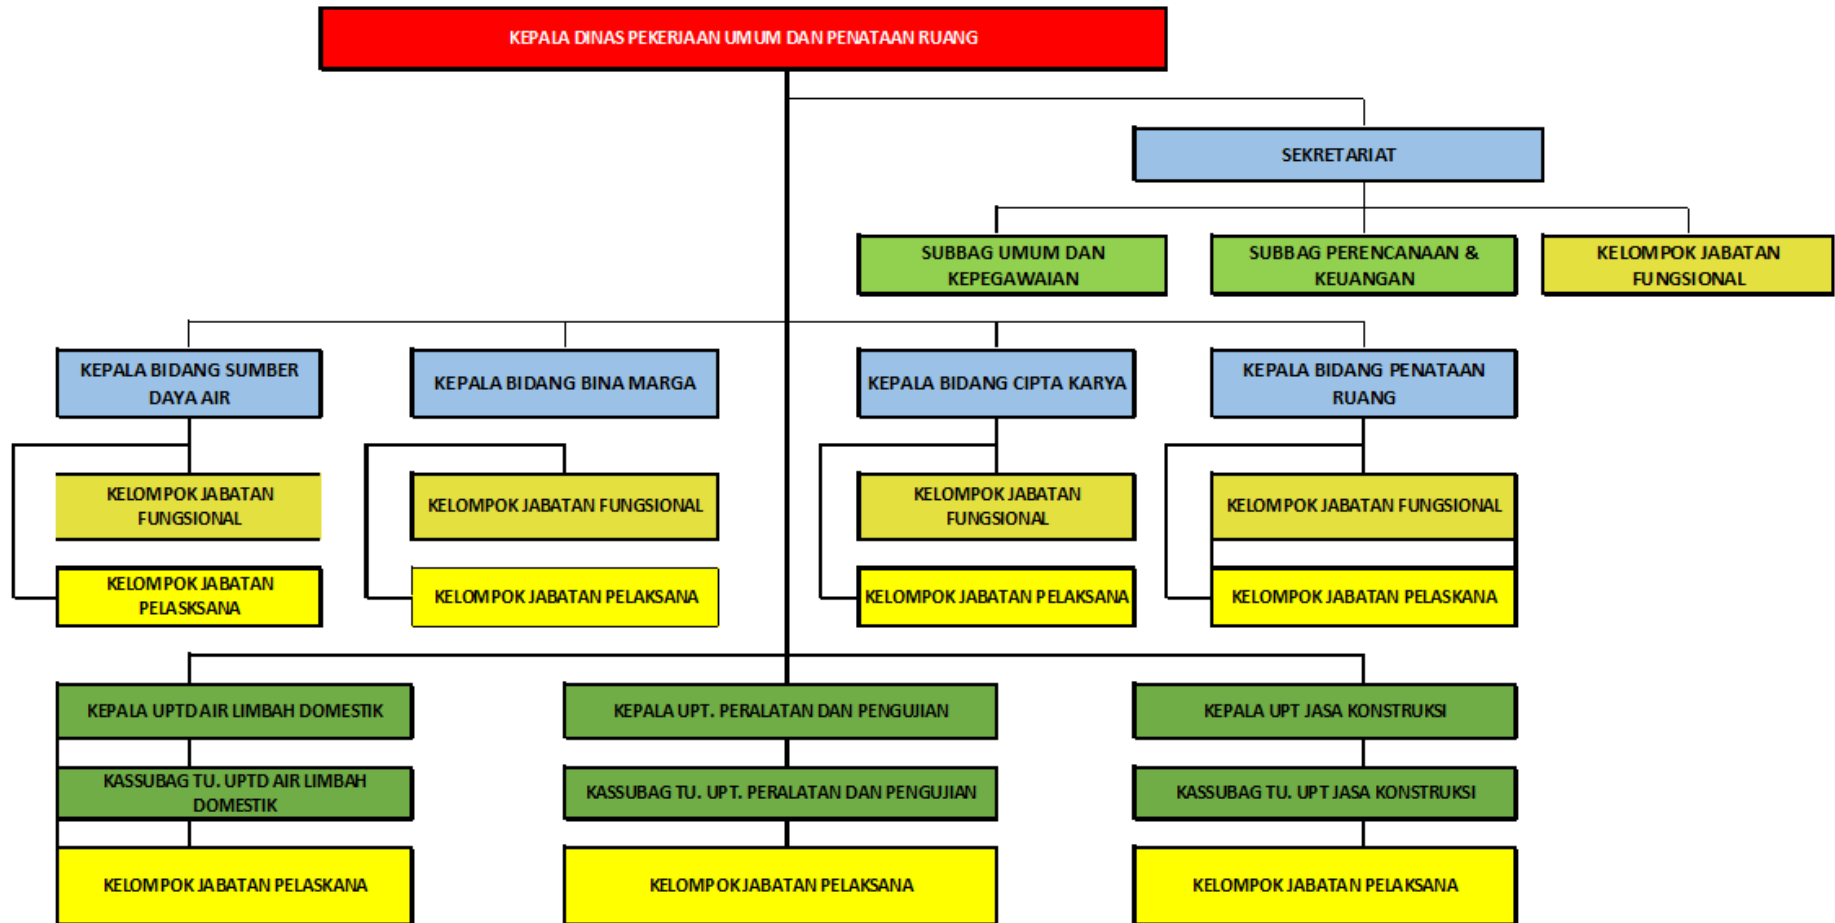 KEPALA DINAS PEKERJAAN UMUM DAN PENATAAN RUANG
SEKRETARIAT
SUBBAG UMUM DAN
KEPEGAWAIAN
SUBBAG PERENCANAAN &
KEUANGAN
KELOMPOK JABATAN
FUNGSIONAL
KEPALA BIDANG SUMBER
DAYA AIR
KEPALA BIDANG BINA MARGA
KEPALA BIDANG CIPTA KARYA
KEPALA BIDANG PENATAAN
RUANG
KELOMPOK JABATAN
FUNGSIONAL
KELOMPOK JABATAN FUNGSIONAL
KELOMPOK JABATAN
FUNGSIONAL
KELOMPOK JABATAN FUNGSIONAL
KELOMPOK JABATAN
PELASKSANA
KELOMPOK JABATAN PELAKSANA
KELOMPOK JABATAN PELAKSANA
KELOMPOK JABATAN PELASKANA
KEPALA UPTD AIR LIMBAH DOMESTIK
KEPALA UPT. PERALATAN DAN PENGUJIAN
KEPALA UPT JASA KONSTRUKSI
KASSUBAG TU. UPTD AIR LIMBAH
DOMESTIK
KASSUBAG TU. UPT. PERALATAN DAN PENGUJIAN
KASSUBAG TU. UPT JASA KONSTRUKSI
KELOMPOK JABATAN PELASKANA
KELOMPOK JABATAN PELAKSANA
KELOMPOK JABATAN PELAKSANA